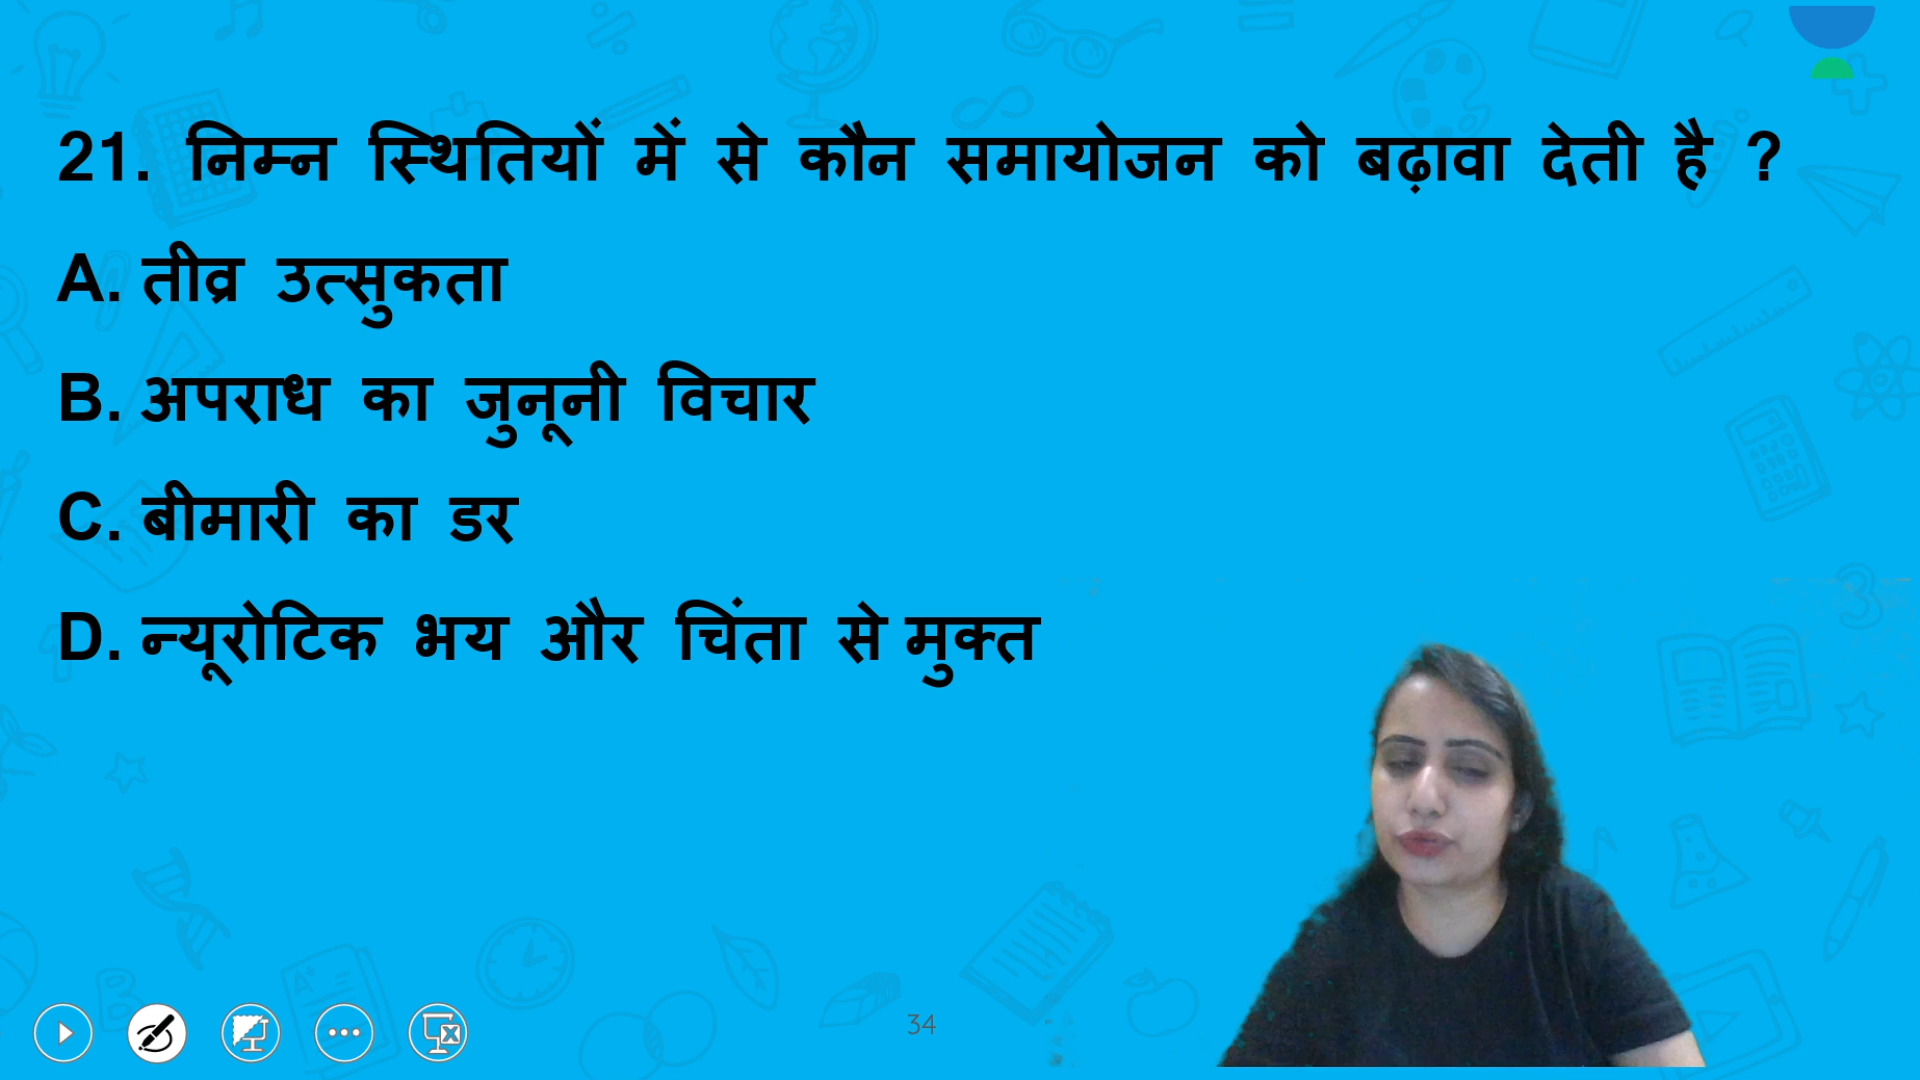 21. निम्न स्थितियों में से कौन समायोजन को बढ़ावा देती है ?
A. तीव्र उत्सुकता
B. अपराध का जुनूनी विचार
C. बीमारी का डर
D. न्यूरोटिक भय और चिंता से मुक्त
34